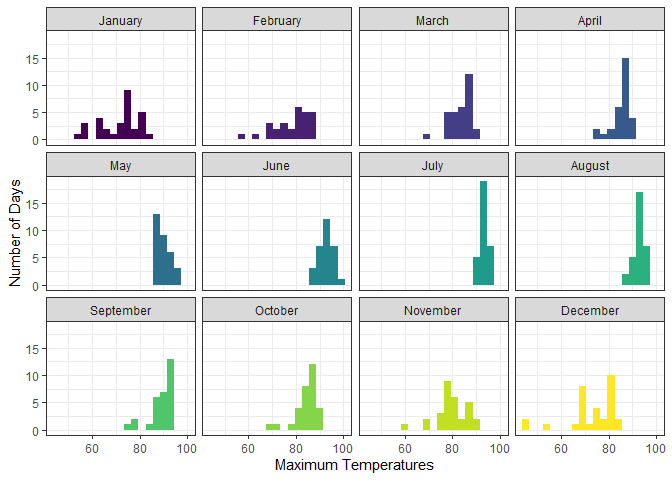 January February March April
15
10
5
0
May June July August
15
10
5
0
Number of Days
September October November December
15
10
5
0
60 80 100 60 80 100 60 80 100 60 80 100
Maximum Temperatures